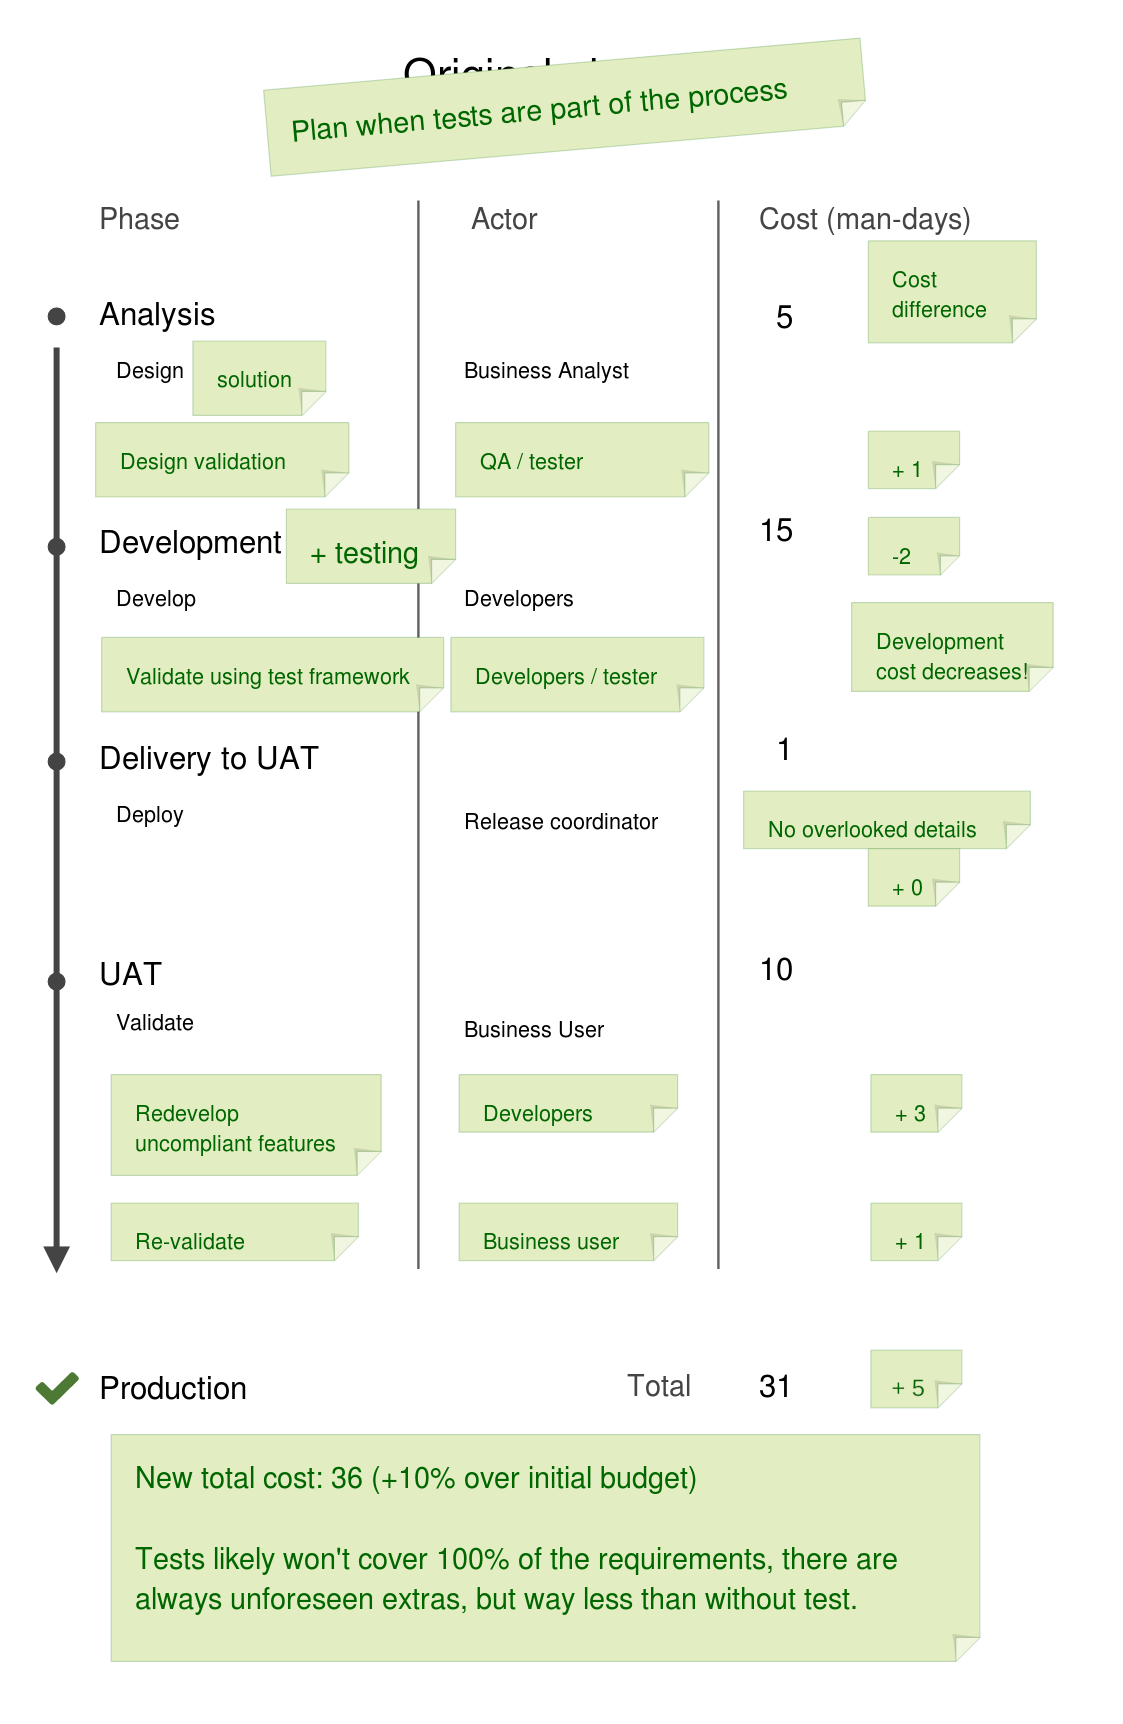 Plan when tests are part of the process
Phase
Actor
Cost (man-days)
Cost
difference
Analysis
5
Design
solution
Business Analyst
Design validation
QA / tester
+ 1
Development
+ testing
15
-2
Develop
Developers
Development
cost decreases!
Validate using test framework
Developers / tester
Delivery to UAT
1
Deploy
Release coordinator
No overlooked details
+ 0
UAT
10
Validate
Business User
Redevelop
uncompliant features
Developers
+ 3
Re-validate
Business user
+ 1
Production
Total
31
+ 5
New total cost: 36 (+10% over initial budget)
Tests likely won't cover 100% of the requirements, there are
always unforeseen extras, but way less than without test.